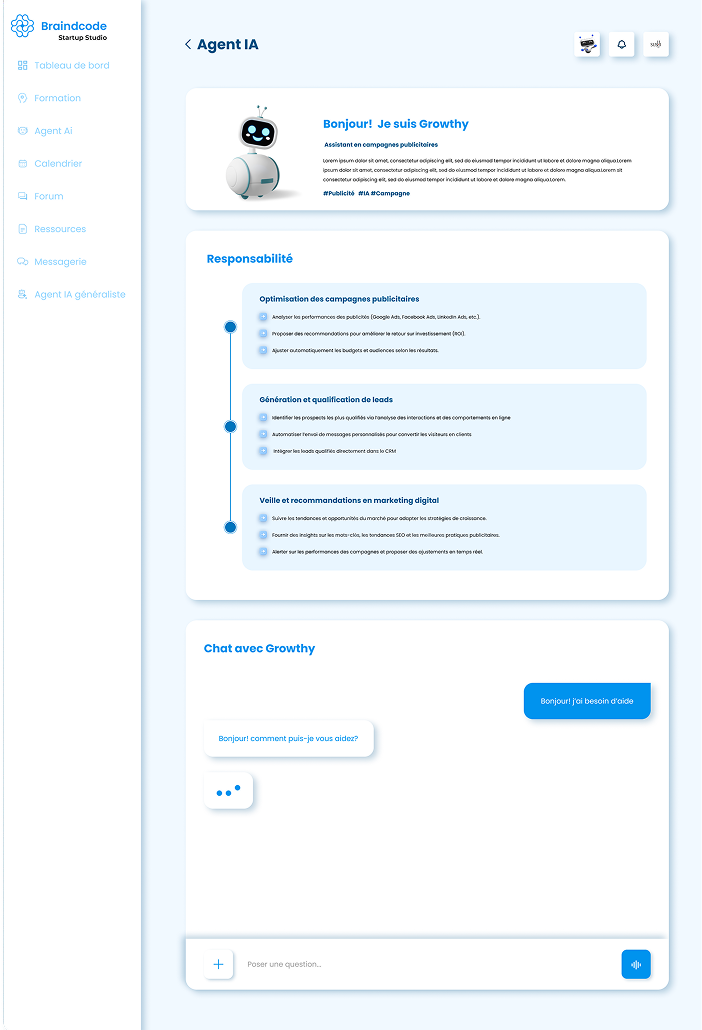 Braindcode
Startup Studio
Tableau de bord
Formation
Agent Ai
Calendrier
Forum
Ressources
Messagerie
Agent IA généraliste
Agent IA
Bonjour! Je suis Growthy
Assistant en campagnes publicitaires
Lorem ipsum dolor sit amet, consectetur adipiscing elit, sed do eiusmod tempor incididunt ut labore et dolore magna aliqua.Lorem
ipsum dolor sit amet, consectetur adipiscing elit, sed do eiusmod tempor incididunt ut labore et dolore magna aliqua.Lorem sit
consectetur adipiscing elit, sed do eiusmod tempor incididunt ut labore et dolore magna aliqua.Lorem.
#Publicité #IA #Campagne
Responsabilité
Optimisation des campagnes publicitaires
Analyser les performances des publicités (Google Ads, Facebook Ads, LinkedIn Ads, etc.).
Proposer des recommandations pour améliorer le retour sur investissement (ROI).
Ajuster automatiquement les budgets et audiences selon les résultats.
Génération et qualification de leads
Identifier les prospects les plus qualifiés via l'analyse des interactions et des comportements en ligne
Automatiser l'envoi de messages personnalisés pour convertir les visiteurs en clients
Intégrer les leads qualifiés directement dans le CRM
Veille et recommandations en marketing digital
Suivre les tendances et opportunités du marché pour adapter les stratégies de croissance.
Fournir des insights sur les mots-clés, les tendances SEO et les meilleures pratiques publicitaires.
Alerter sur les performances des campagnes et proposer des ajustements en temps réel.
Chat avec Growthy
Bonjour! j'ai besoin d'aide
Bonjour! comment puis-je vous aidez?
Poser une question...